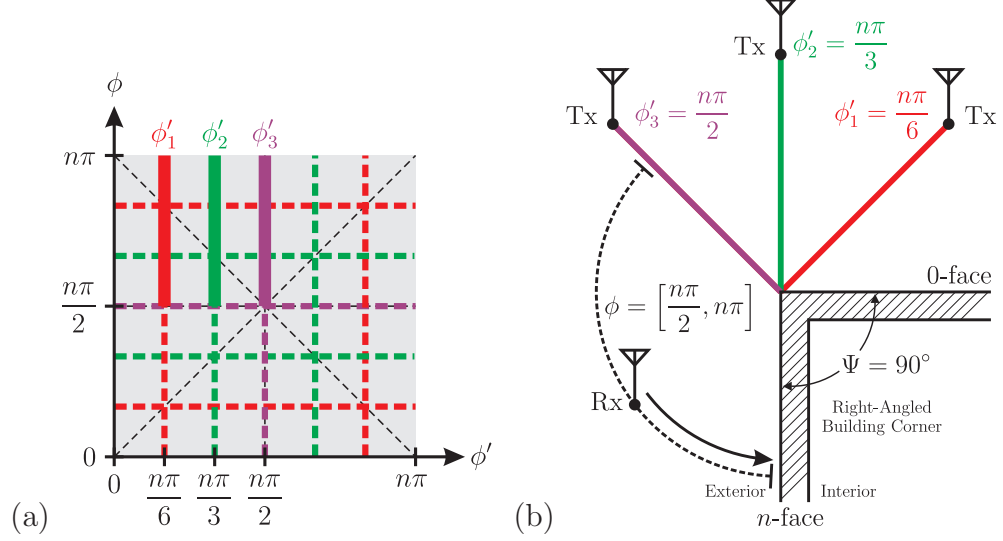 ϕ
ϕ′₁ ϕ′₂ ϕ′₃
nπ
nπ/2
0
0 nπ/6 nπ/3 nπ/2 nπ
ϕ′
(a)
Tx
ϕ′₂ = nπ/3
Tx
ϕ′₃ = nπ/2
ϕ′₁ = nπ/6
Tx
0-face
ϕ = [nπ/2, nπ]
Ψ = 90°
Rx
Right-Angled
Building Corner
Exterior
Interior
n-face
(b)